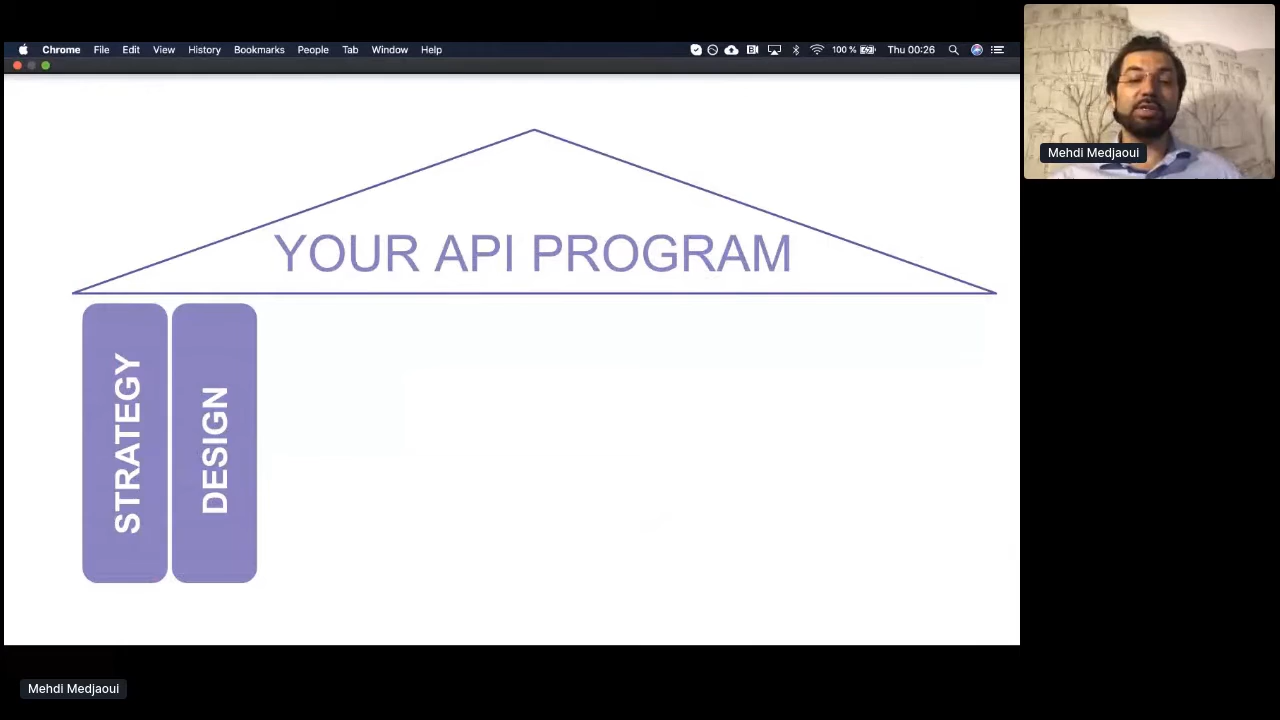 Chrome File Edit View History Bookmarks People Tab Window Help
100 % Thu 00:26
Mehdi Medjaoui
YOUR API PROGRAM
STRATEGY
DESIGN
Mehdi Medjaoui